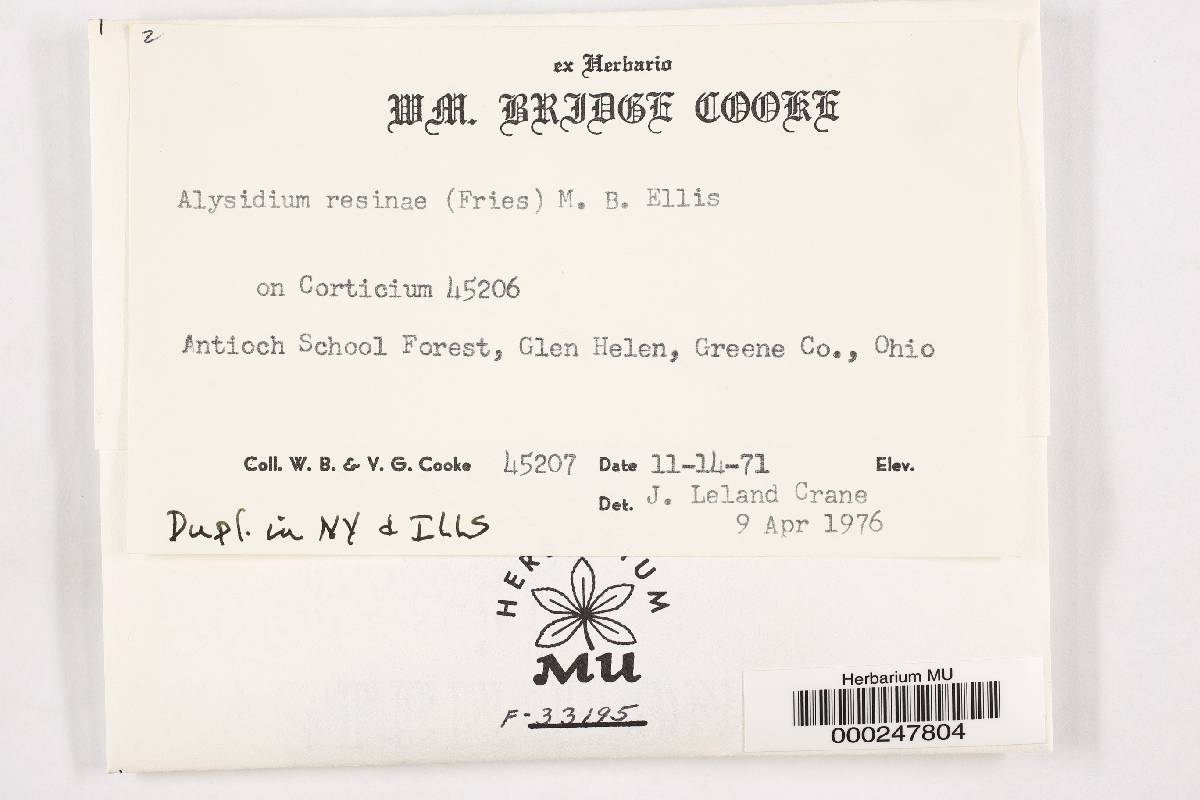 2
ex Herbario
WM. BRIDGE COOKE
Alysidium resinae (Fries) M. B. Ellis
on Corticium 45206
Antioch School Forest, Glen Helen, Greene Co., Ohio
Coll. W. B. & V. G. Cooke 45207 Date 11-14-71 Elev.
Det. J. Leland Crane
9 Apr 1976
Dupl. in NY & ILLS
MU
F-33195
Herbarium MU
000247804